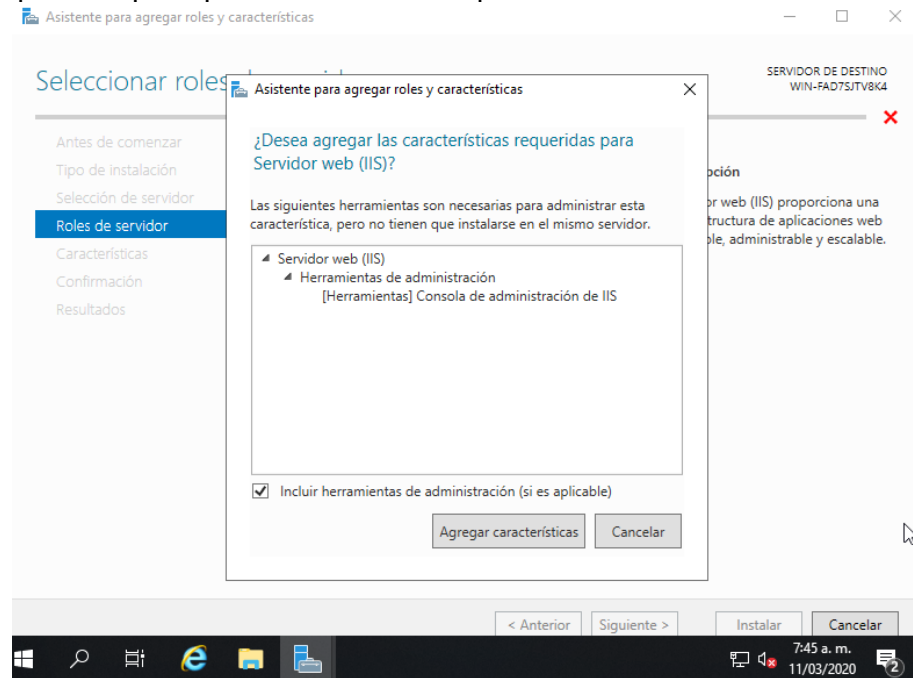 Asistente para agregar roles y características
Seleccionar roles
SERVIDOR DE DESTINO
WIN-FAD7SJTV8K4
Antes de comenzar
Tipo de instalación
Selección de servidor
Roles de servidor
Características
Confirmación
Resultados
Asistente para agregar roles y características
¿Desea agregar las características requeridas para
Servidor web (IIS)?
Las siguientes herramientas son necesarias para administrar esta
característica, pero no tienen que instalarse en el mismo servidor.
Servidor web (IIS)
Herramientas de administración
[Herramientas] Consola de administración de IIS
Incluir herramientas de administración (si es aplicable)
Agregar características
Cancelar
pción
or web (IIS) proporciona una
tructura de aplicaciones web
ble, administrable y escalable.
< Anterior
Siguiente >
Instalar
Cancelar
7:45 a. m.
11/03/2020
2